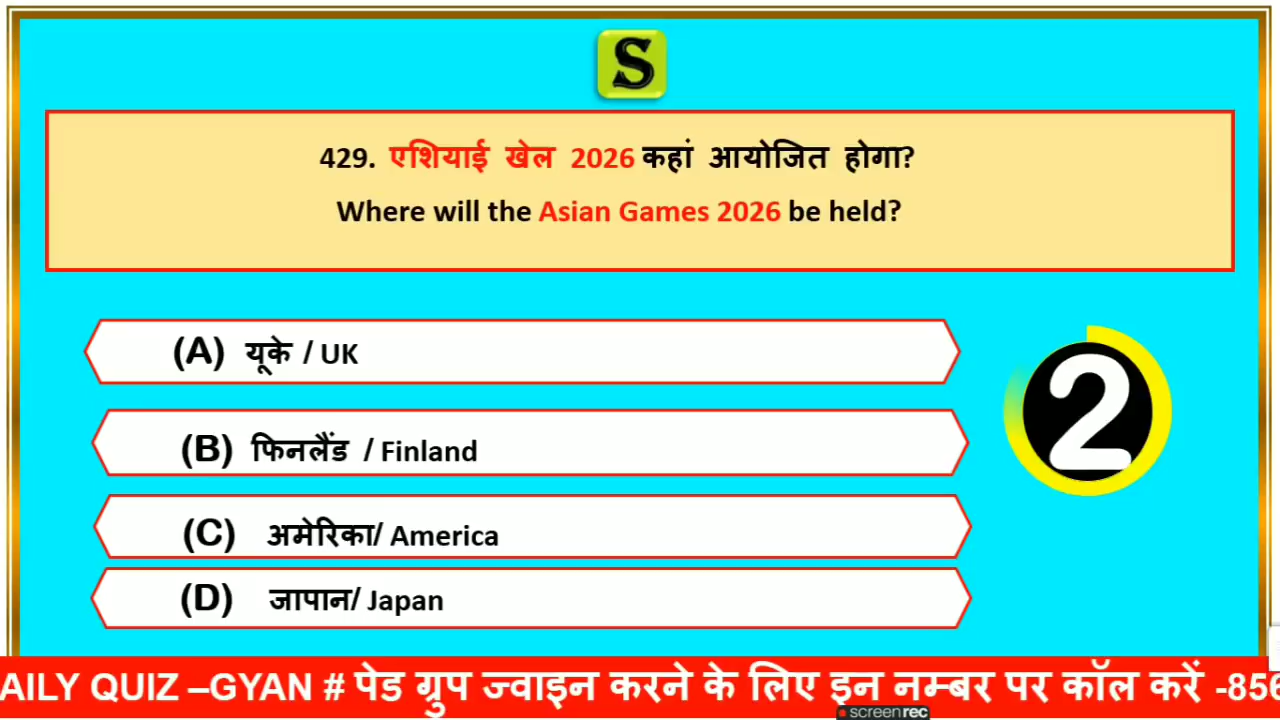 S
429. एशियाई खेल 2026 कहां आयोजित होगा?
Where will the Asian Games 2026 be held?
(A) यूके / UK
2
(B) फिनलैंड / Finland
(C) अमेरिका/ America
(D) जापान/ Japan
AILY QUIZ –GYAN # पेड ग्रुप ज्वाइन करने के लिए इन नम्बर पर कॉल करें -856
screenrec